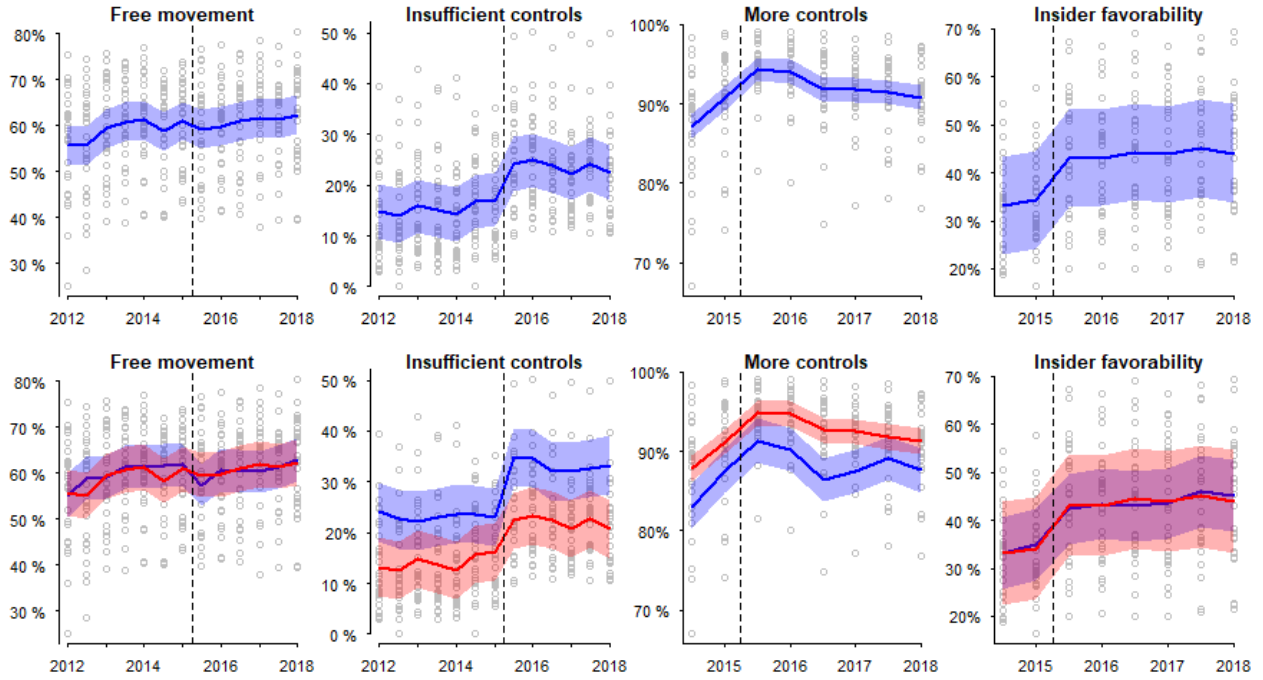 Free movement
80 %
70 %
60 %
50 %
40 %
30 %
2012 2014 2016 2018
Insufficient controls
50 %
40 %
30 %
20 %
10 %
0 %
2012 2014 2016 2018
More controls
100%
90 %
80 %
70 %
2015 2016 2017 2018
Insider favorability
70 %
60 %
50 %
40 %
30 %
20%
2015 2016 2017 2018
Free movement
80%
70%
60%
50%
40%
30 %
2012 2014 2016 2018
Insufficient controls
50 %
40 %
30 %
20 %
10 %
0 %
2012 2014 2016 2018
More controls
100%
90 %
80 %
70 %
2015 2016 2017 2018
Insider favorability
70 %
60 %
50 %
40 %
30 %
20%
2015 2016 2017 2018